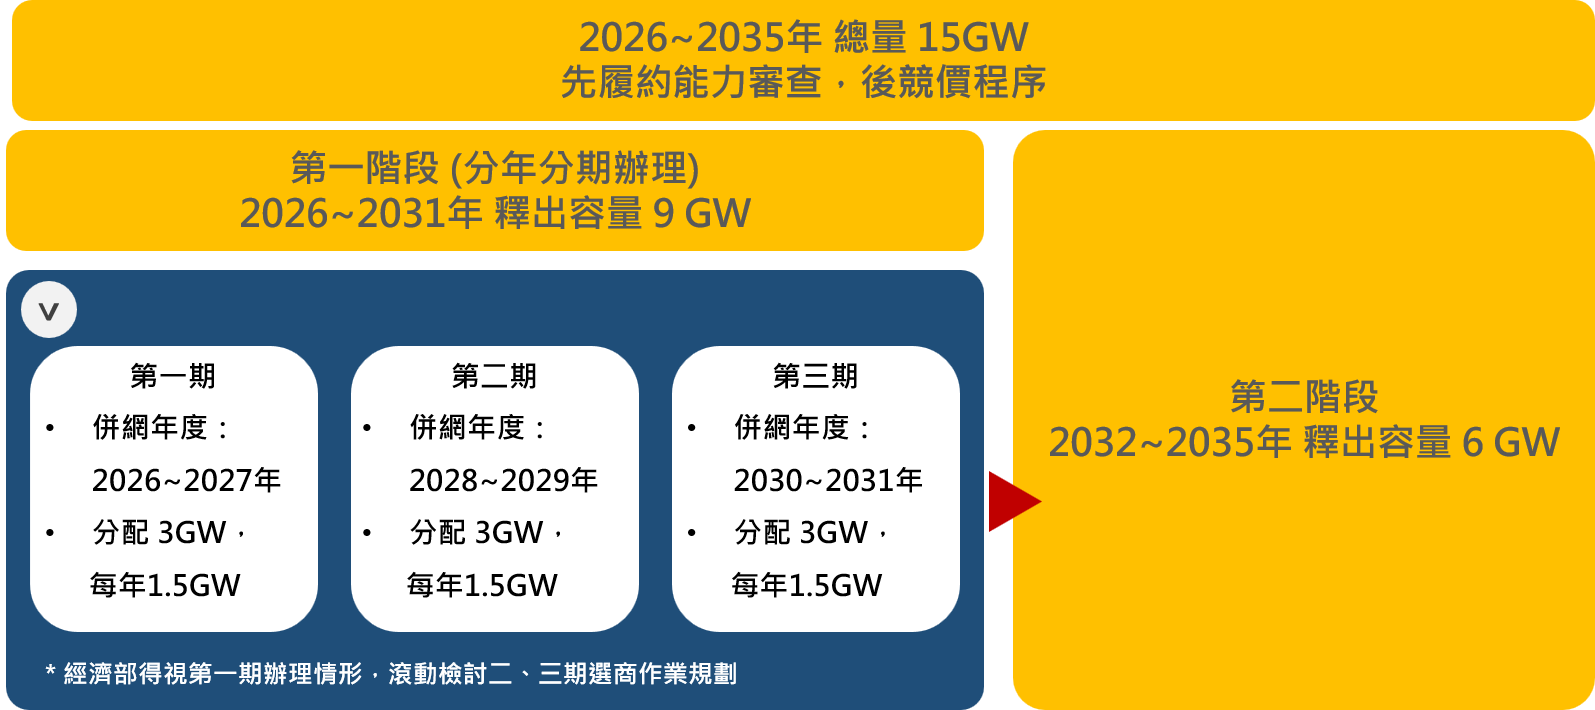 2026~2035年 總量 15GW
先履約能力審查，後競價程序
第一階段 (分年分期辦理)
2026~2031年 釋出容量 9 GW
V
第一期
• 併網年度：
2026~2027年
• 分配 3GW，
每年1.5GW
第二期
• 併網年度：
2028~2029年
• 分配 3GW，
每年1.5GW
第三期
• 併網年度：
2030~2031年
• 分配 3GW，
每年1.5GW
* 經濟部得視第一期辦理情形，滾動檢討二、三期選商作業規劃
第二階段
2032~2035年 釋出容量 6 GW